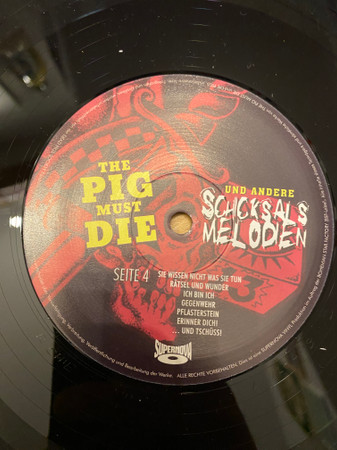 THE
PIG
MUST
DIE
UND ANDERE
SCHICKSALS
MELODIEN
SEITE 4
SIE WISSEN NICHT WAS SIE TUN
RÄTSEL UND WUNDER
ICH BIN ICH
GEGENWEHR
PFLASTERSTEIN
ERINNER DICH!
... UND TSCHÜSS!
SUPERNOVA
ALLE RECHTE VORBEHALTEN.